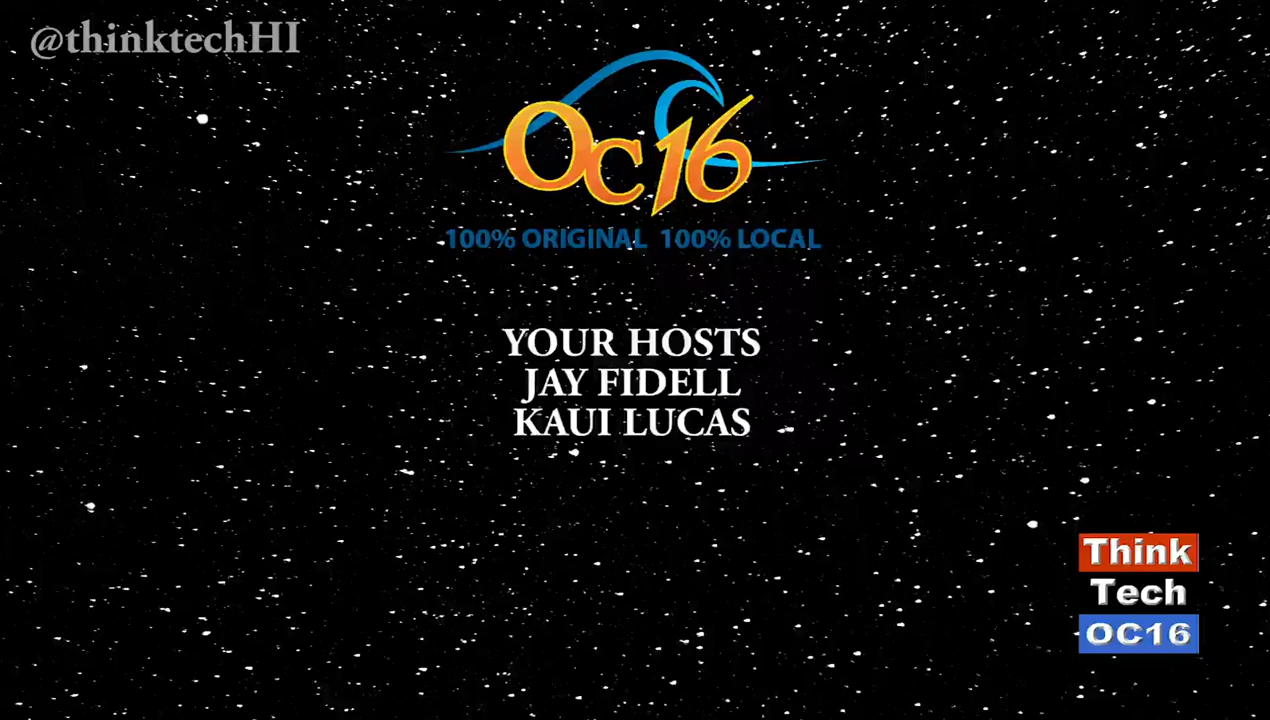 @thinktechHI
Oc16
100% ORIGINAL 100% LOCAL
YOUR HOSTS
JAY FIDELL
KAUI LUCAS
Think
Tech
OC16